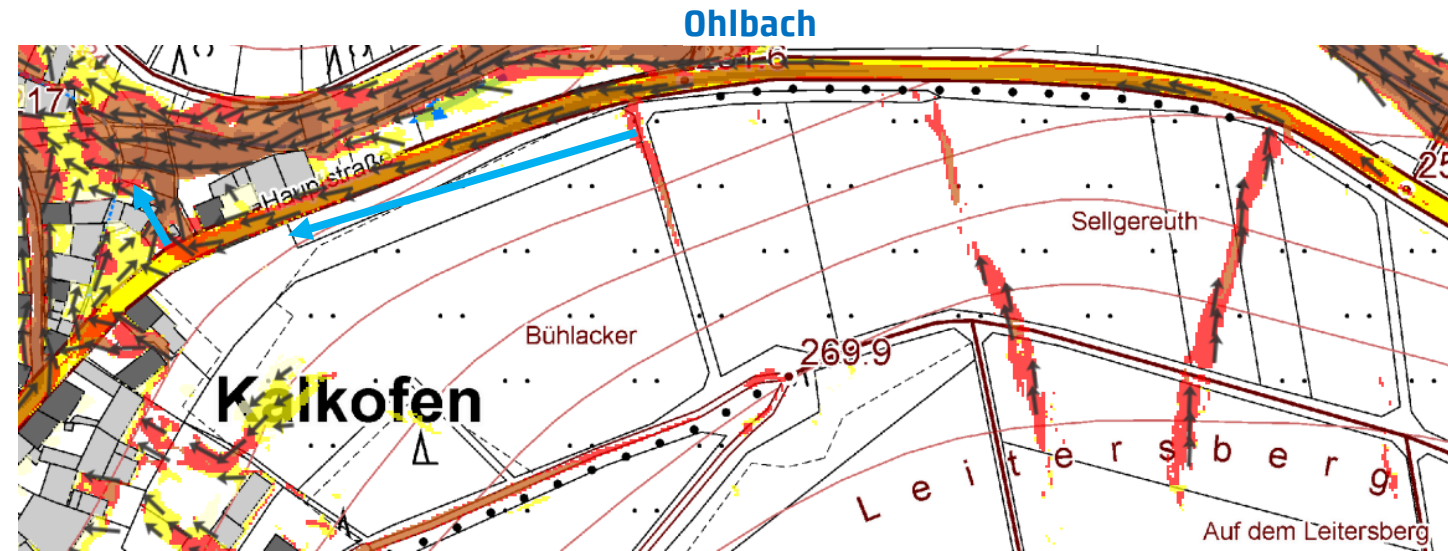 Ohlbach
17
25
Hauptstraße
Sellgereuth
Bühlacker
269.9
Kalkofen
Leitersberg
Auf dem Leitersberg